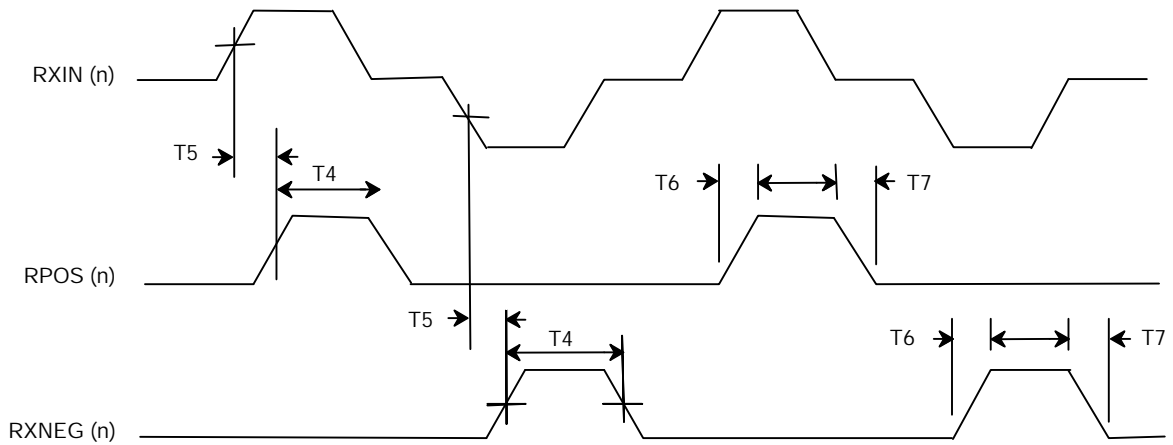 RXIN (n)
T5
T4
T6
T7
RPOS (n)
T5
T4
T6
T7
RXNEG (n)